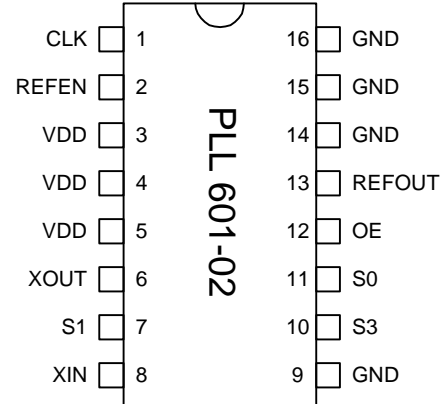 CLK 1 16 GND
REFEN 2 15 GND
VDD 3 14 GND
VDD 4 13 REFOUT
VDD 5 12 OE
XOUT 6 11 S0
S1 7 10 S3
XIN 8 9 GND
PLL 601-02